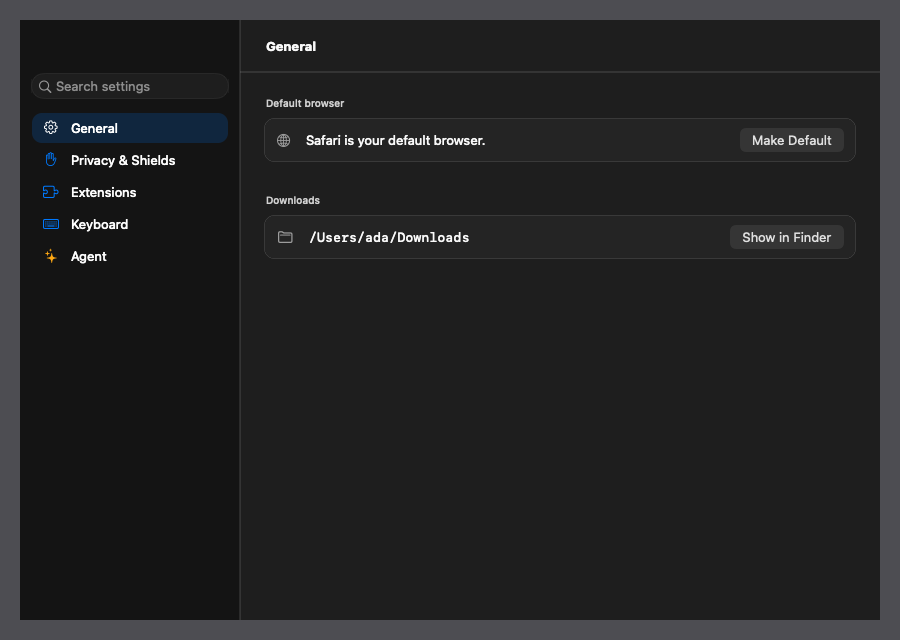 General
Search settings
General
Privacy & Shields
Extensions
Keyboard
Agent
Default browser
Safari is your default browser.
Make Default
Downloads
/Users/ada/Downloads
Show in Finder